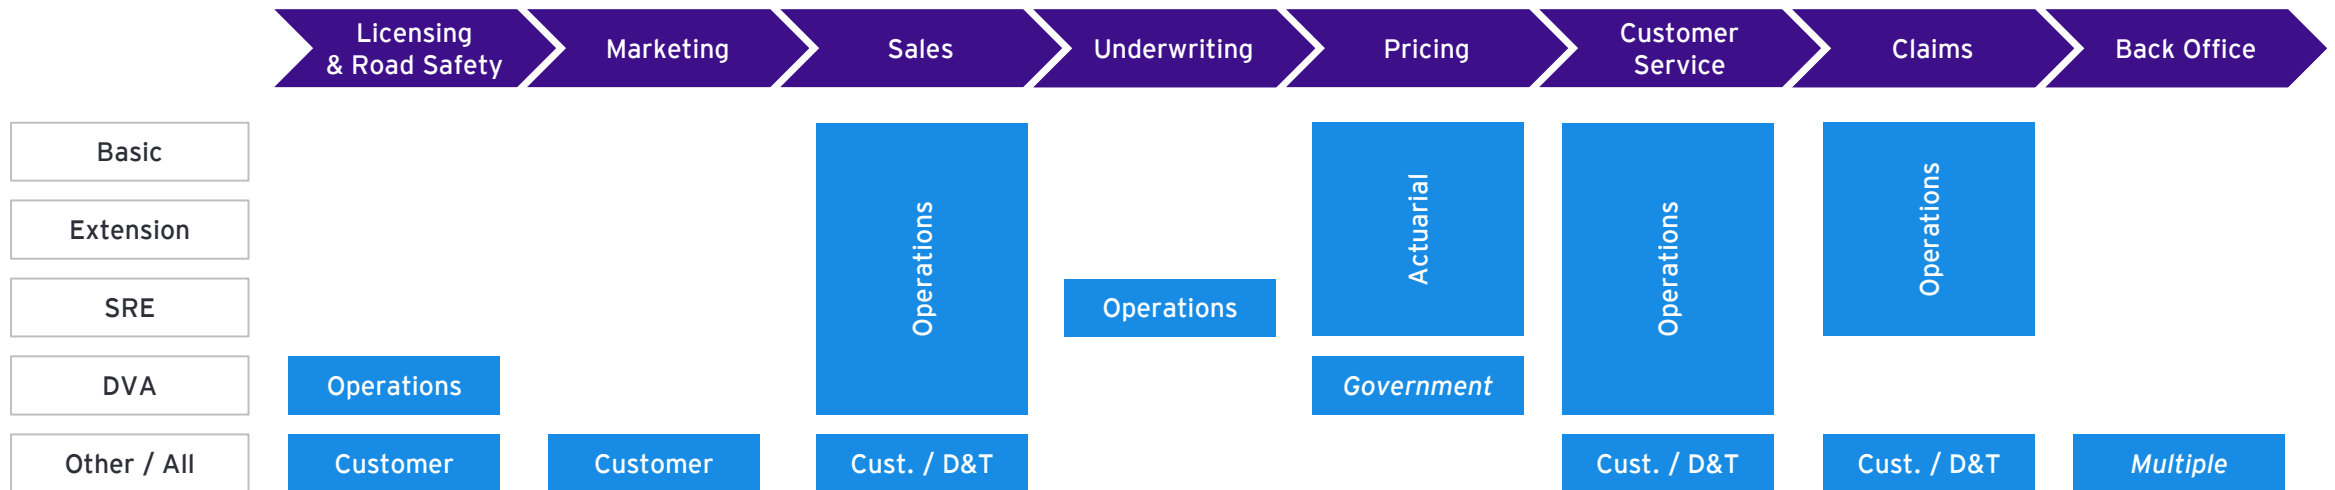 Licensing
& Road Safety
Marketing
Sales
Underwriting
Pricing
Customer
Service
Claims
Back Office
Basic
Extension
SRE
DVA
Other / All
Operations
Customer
Customer
Operations
Cust. / D&T
Operations
Actuarial
Government
Operations
Cust. / D&T
Operations
Cust. / D&T
Multiple